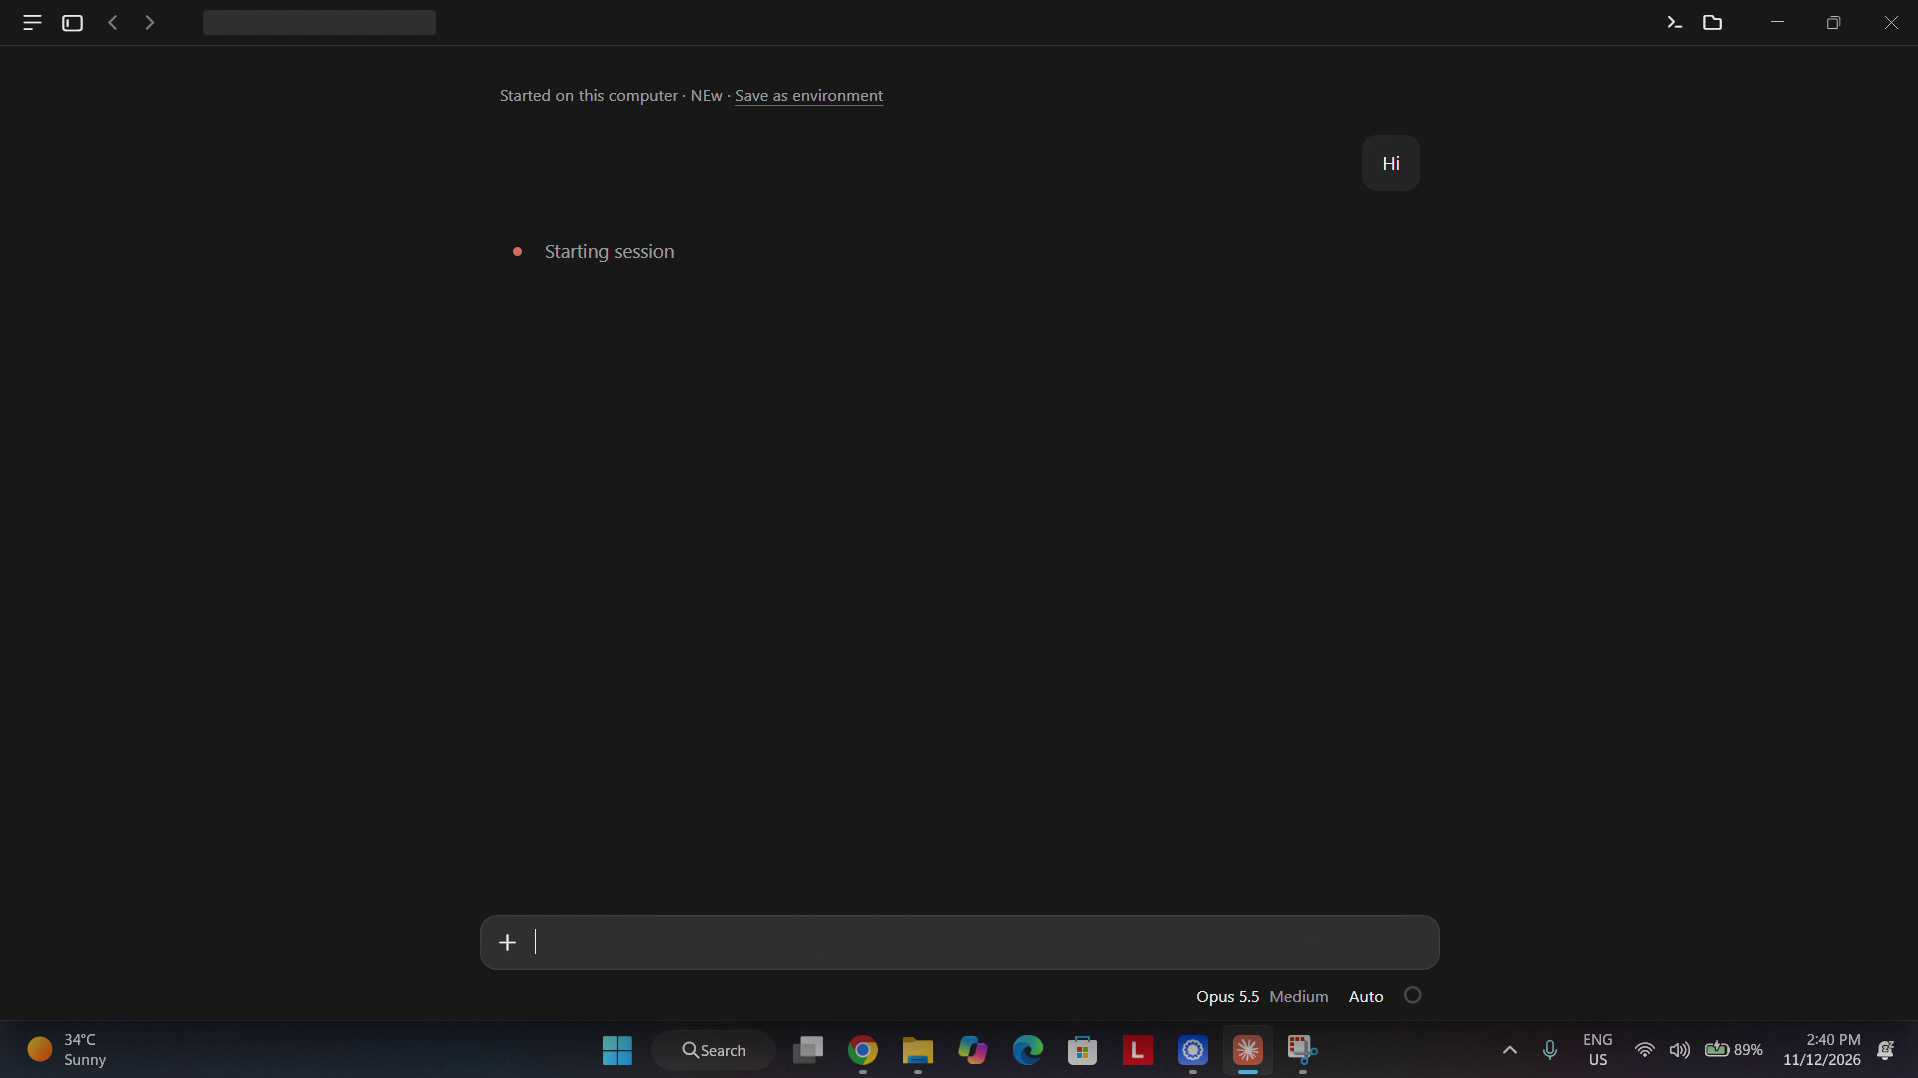 Started on this computer · NEw · Save as environment
Hi
Starting session
Opus 5.5 Medium Auto
34°C
Sunny
Search
L
ENG
US
89%
2:40 PM
11/12/2026